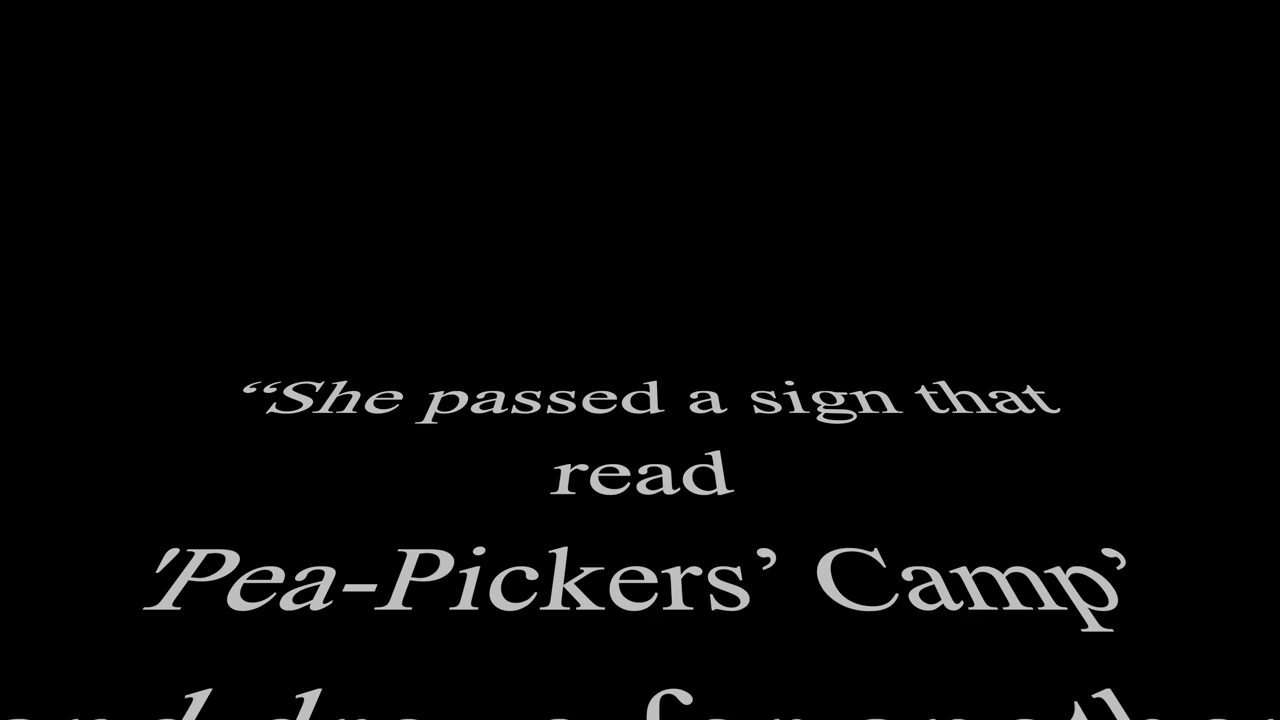 “She passed a sign that
read
'Pea-Pickers’ Camp’